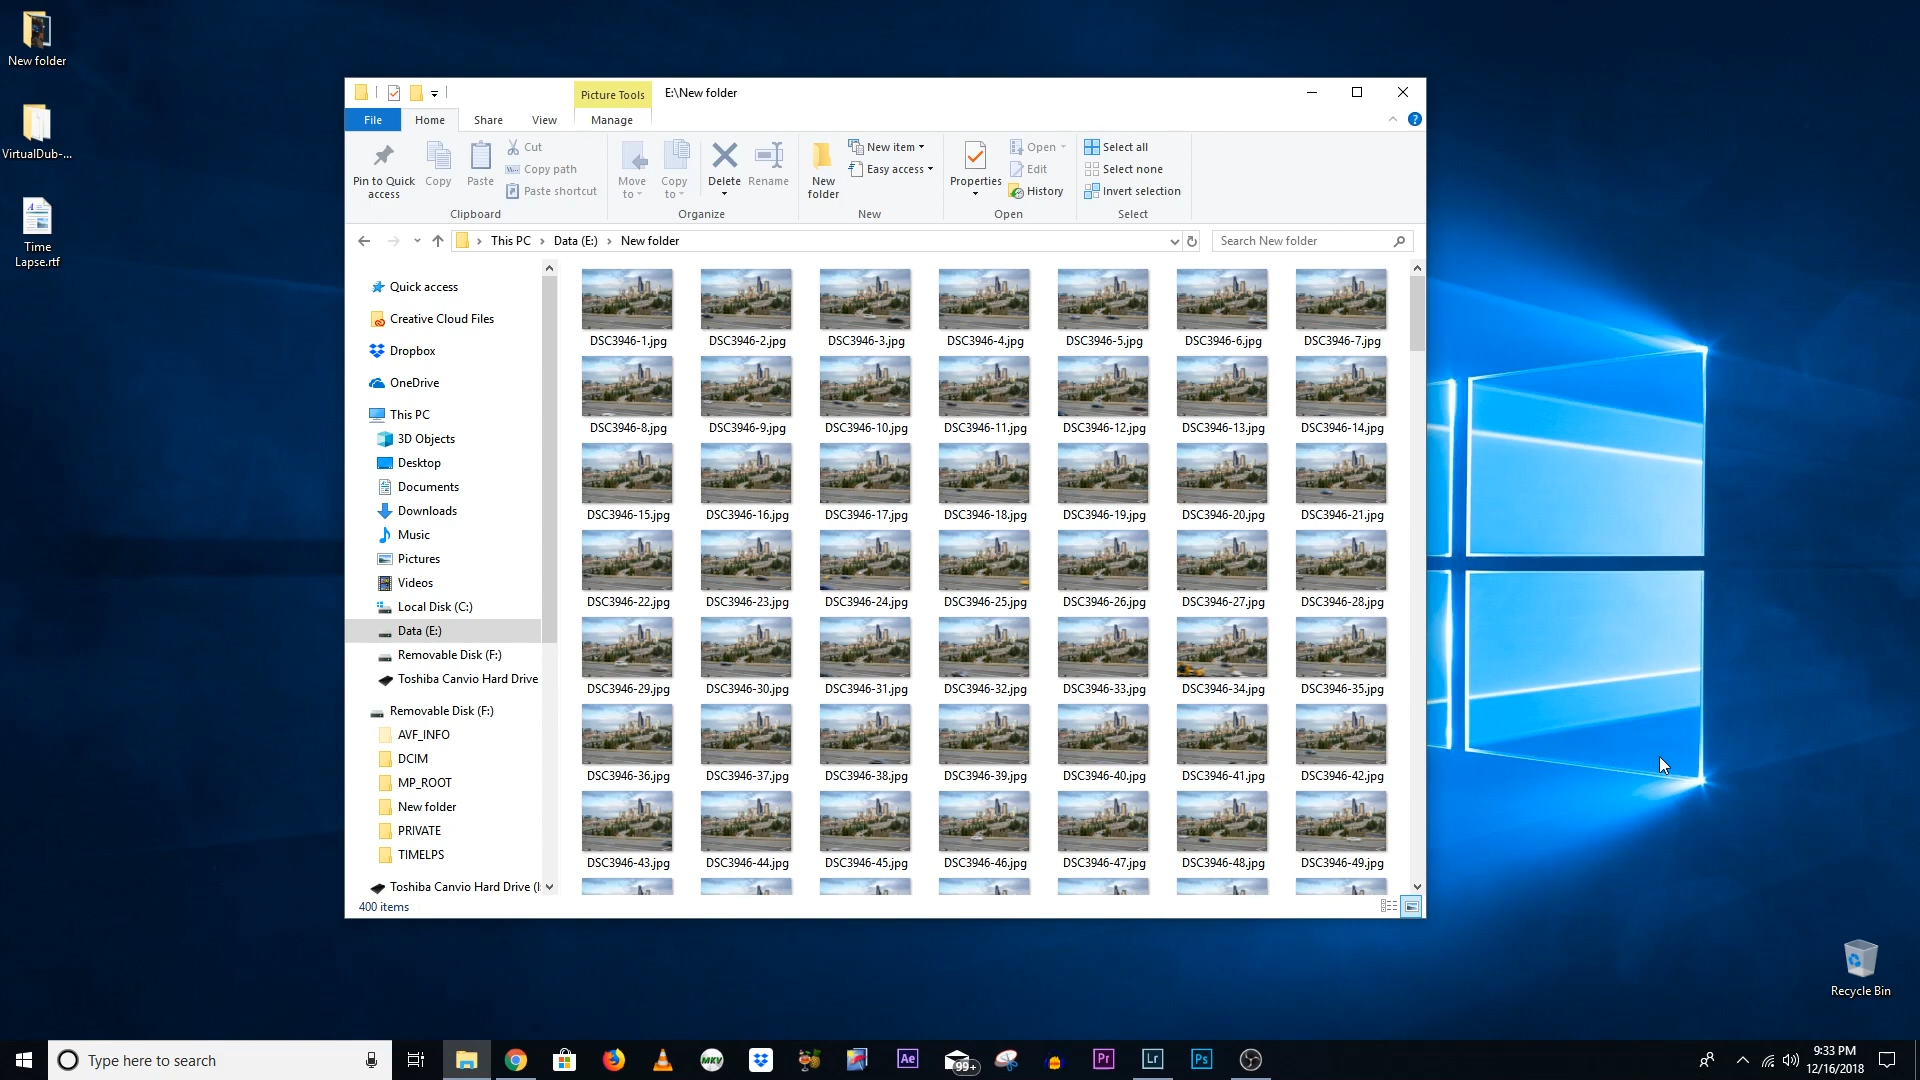 New folder
VirtualDub-...
Time
Lapse.rtf
Picture Tools
E:\New folder
File
Home
Share
View
Manage
Pin to Quick
access
Copy
Paste
Cut
Copy path
Paste shortcut
Clipboard
Move
to
Copy
to
Delete
Rename
Organize
New
folder
New item
Easy access
New
Properties
Open
Edit
History
Open
Select all
Select none
Invert selection
Select
This PC
Data (E:)
New folder
Search New folder
Quick access
Creative Cloud Files
Dropbox
OneDrive
This PC
3D Objects
Desktop
Documents
Downloads
Music
Pictures
Videos
Local Disk (C:)
Data (E:)
Removable Disk (F:)
Toshiba Canvio Hard Drive
Removable Disk (F:)
AVF_INFO
DCIM
MP_ROOT
New folder
PRIVATE
TIMELPS
Toshiba Canvio Hard Drive (
DSC3946-1.jpg DSC3946-2.jpg DSC3946-3.jpg DSC3946-4.jpg DSC3946-5.jpg DSC3946-6.jpg DSC3946-7.jpg
DSC3946-8.jpg DSC3946-9.jpg DSC3946-10.jpg DSC3946-11.jpg DSC3946-12.jpg DSC3946-13.jpg DSC3946-14.jpg
DSC3946-15.jpg DSC3946-16.jpg DSC3946-17.jpg DSC3946-18.jpg DSC3946-19.jpg DSC3946-20.jpg DSC3946-21.jpg
DSC3946-22.jpg DSC3946-23.jpg DSC3946-24.jpg DSC3946-25.jpg DSC3946-26.jpg DSC3946-27.jpg DSC3946-28.jpg
DSC3946-29.jpg DSC3946-30.jpg DSC3946-31.jpg DSC3946-32.jpg DSC3946-33.jpg DSC3946-34.jpg DSC3946-35.jpg
DSC3946-36.jpg DSC3946-37.jpg DSC3946-38.jpg DSC3946-39.jpg DSC3946-40.jpg DSC3946-41.jpg DSC3946-42.jpg
DSC3946-43.jpg DSC3946-44.jpg DSC3946-45.jpg DSC3946-46.jpg DSC3946-47.jpg DSC3946-48.jpg DSC3946-49.jpg
400 items
Recycle Bin
Type here to search
MKV
Ae
99+
Pr
Lr
Ps
9:33 PM
12/16/2018